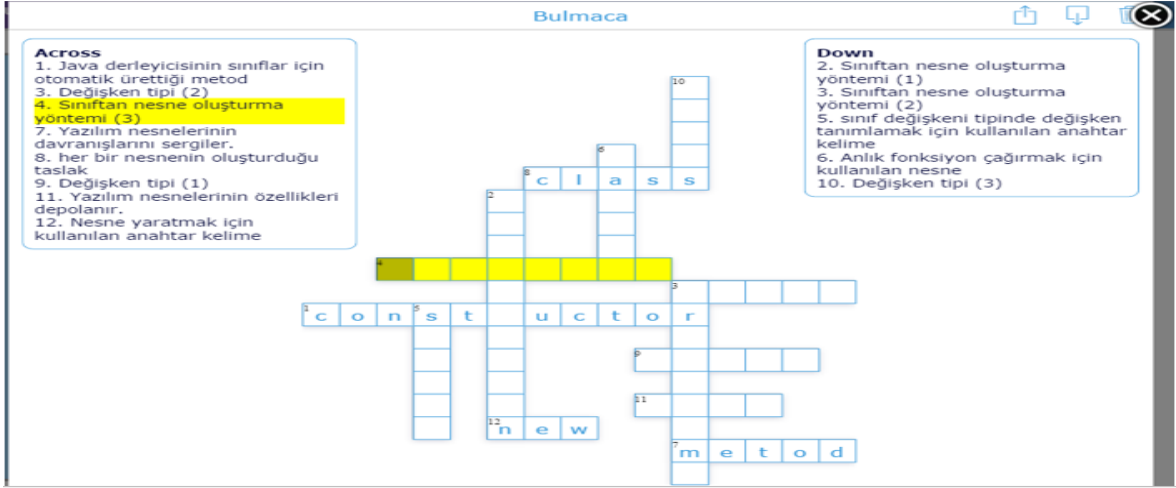 Bulmaca
Across
1. Java derleyicisinin sınıflar için
otomatik ürettiği metod
3. Değişken tipi (2)
4. Sınıftan nesne oluşturma
yöntemi (3)
7. Yazılım nesnelerinin
davranışlarını sergiler.
8. her bir nesnenin oluşturduğu
taslak
9. Değişken tipi (1)
11. Yazılım nesnelerinin özellikleri
depolanır.
12. Nesne yaratmak için
kullanılan anahtar kelime
Down
2. Sınıftan nesne oluşturma
yöntemi (1)
3. Sınıftan nesne oluşturma
yöntemi (2)
5. sınıf değişkeni tipinde değişken
tanımlamak için kullanılan anahtar
kelime
6. Anlık fonksiyon çağırmak için
kullanılan nesne
10. Değişken tipi (3)
10
6
8 c l a s s
2
4
3
1 c o n 5 s t u c t o r
9
11
12 n e w
7 m e t o d